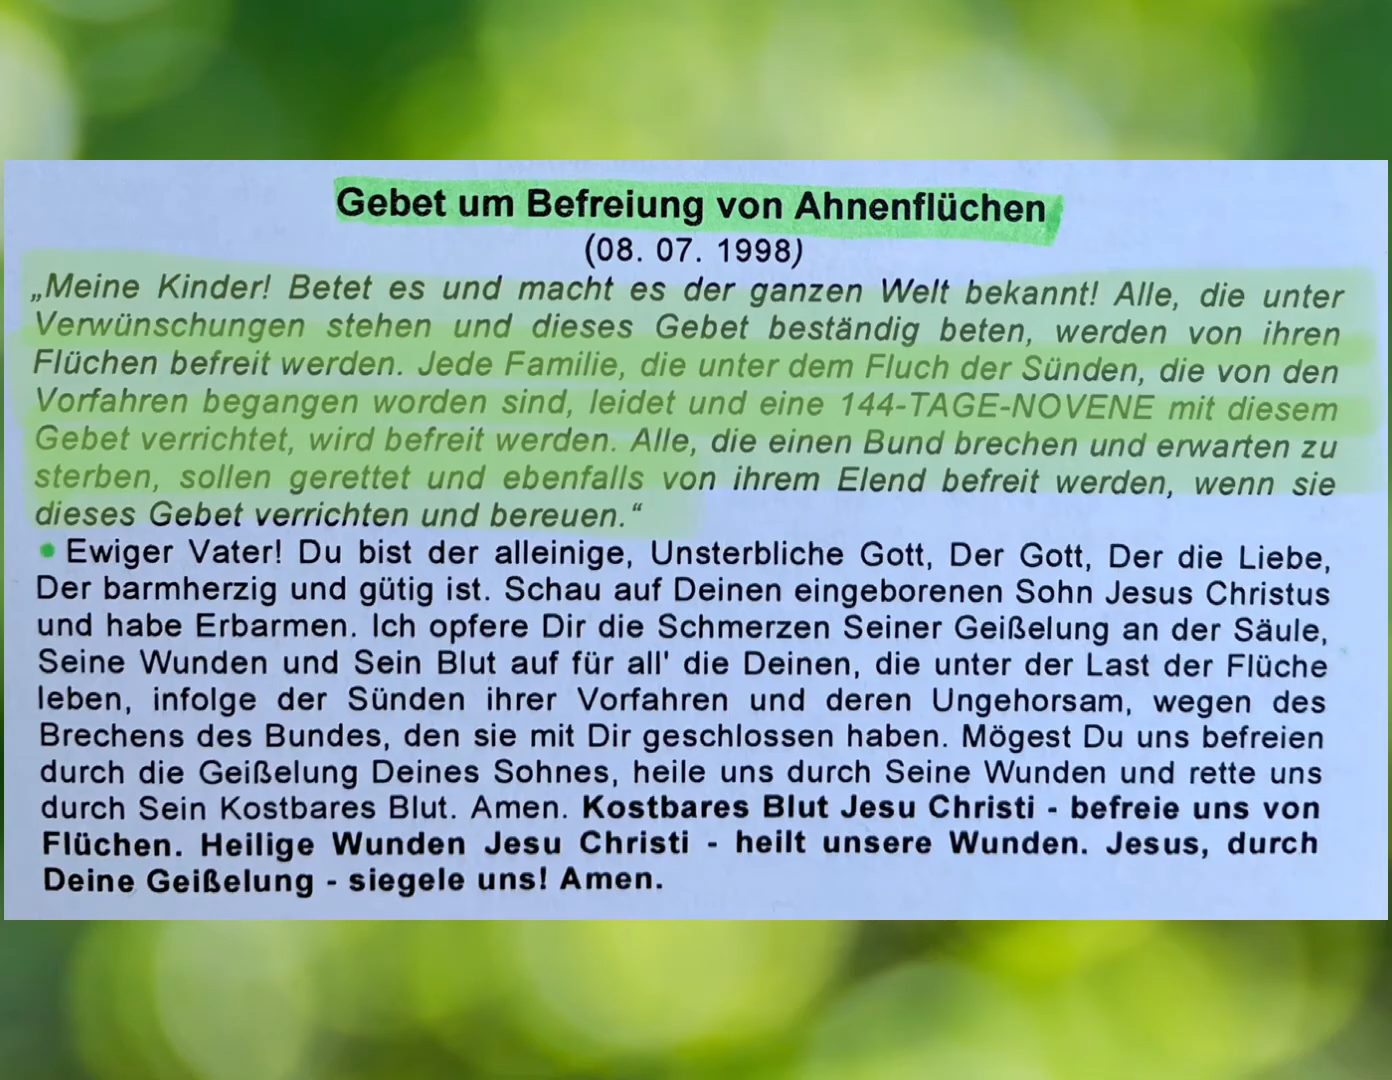 Gebet um Befreiung von Ahnenflüchen
(08. 07. 1998)
„Meine Kinder! Betet es und macht es der ganzen Welt bekannt! Alle, die unter
Verwünschungen stehen und dieses Gebet beständig beten, werden von ihren
Flüchen befreit werden. Jede Familie, die unter dem Fluch der Sünden, die von den
Vorfahren begangen worden sind, leidet und eine 144-TAGE-NOVENE mit diesem
Gebet verrichtet, wird befreit werden. Alle, die einen Bund brechen und erwarten zu
sterben, sollen gerettet und ebenfalls von ihrem Elend befreit werden, wenn sie
dieses Gebet verrichten und bereuen.“
• Ewiger Vater! Du bist der alleinige, Unsterbliche Gott, Der Gott, Der die Liebe,
Der barmherzig und gütig ist. Schau auf Deinen eingeborenen Sohn Jesus Christus
und habe Erbarmen. Ich opfere Dir die Schmerzen Seiner Geißelung an der Säule,
Seine Wunden und Sein Blut auf für all' die Deinen, die unter der Last der Flüche
leben, infolge der Sünden ihrer Vorfahren und deren Ungehorsam, wegen des
Brechens des Bundes, den sie mit Dir geschlossen haben. Mögest Du uns befreien
durch die Geißelung Deines Sohnes, heile uns durch Seine Wunden und rette uns
durch Sein Kostbares Blut. Amen. Kostbares Blut Jesu Christi - befreie uns von
Flüchen. Heilige Wunden Jesu Christi - heilt unsere Wunden. Jesus, durch
Deine Geißelung - siegele uns! Amen.